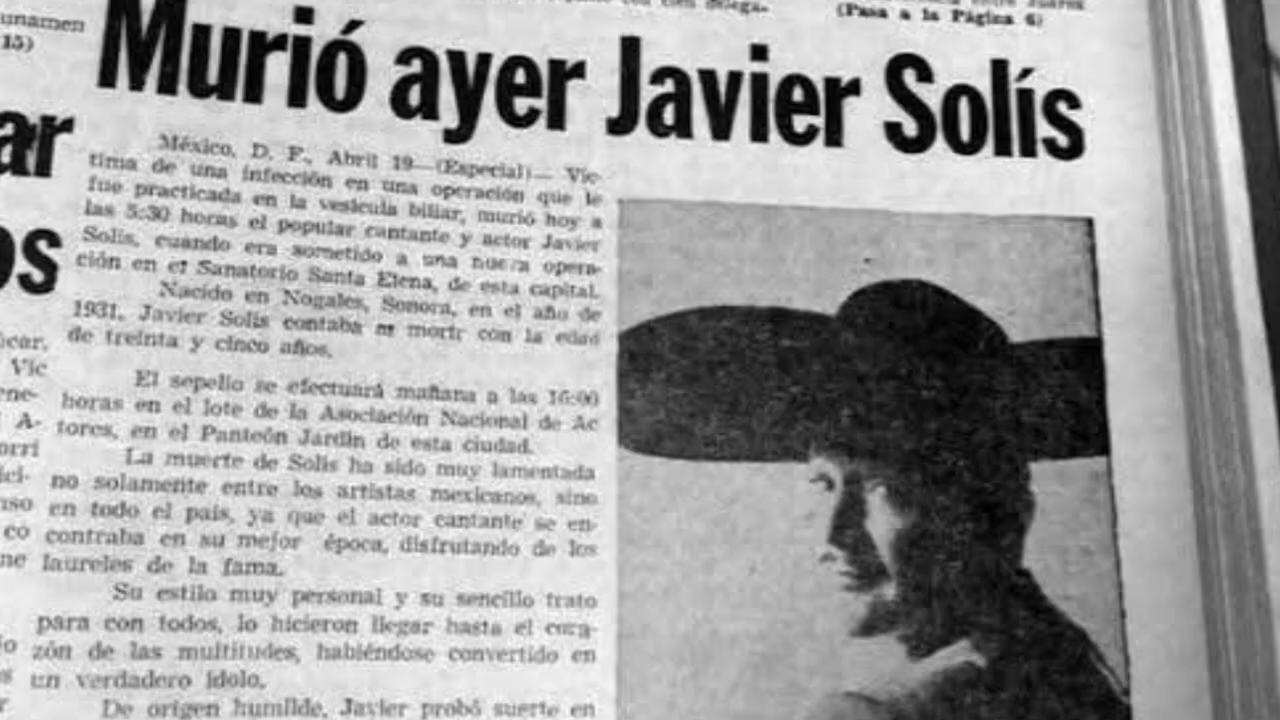 (Pasa a la Página 6)
unamen
15)
Murió ayer Javier Solís
ar
os
México, D. F., Abril 19—(Especial)— Víc-
tima de una infección en una operación que le
fue practicada en la vesícula biliar, murió hoy a
las 5:30 horas el popular cantante y actor Javier
Solís, cuando era sometido a una nueva opera-
ción en el Sanatorio Santa Elena, de esta capital.
Nacido en Nogales, Sonora, en el año de
1931, Javier Solís contaba al morir con la edad
de treinta y cinco años.
El sepelio se efectuará mañana a las 16:00
horas en el lote de la Asociación Nacional de Ac
tores, en el Panteón Jardín de esta ciudad.
La muerte de Solís ha sido muy lamentada
no solamente entre los artistas mexicanos, sino
en todo el país, ya que el actor cantante se en-
contraba en su mejor época, disfrutando de los
laureles de la fama.
Su estilo muy personal y su sencillo trato
para con todos, lo hicieron llegar hasta el cora-
zón de las multitudes, habiéndose convertido en
un verdadero ídolo.
De origen humilde, Javier probó suerte en